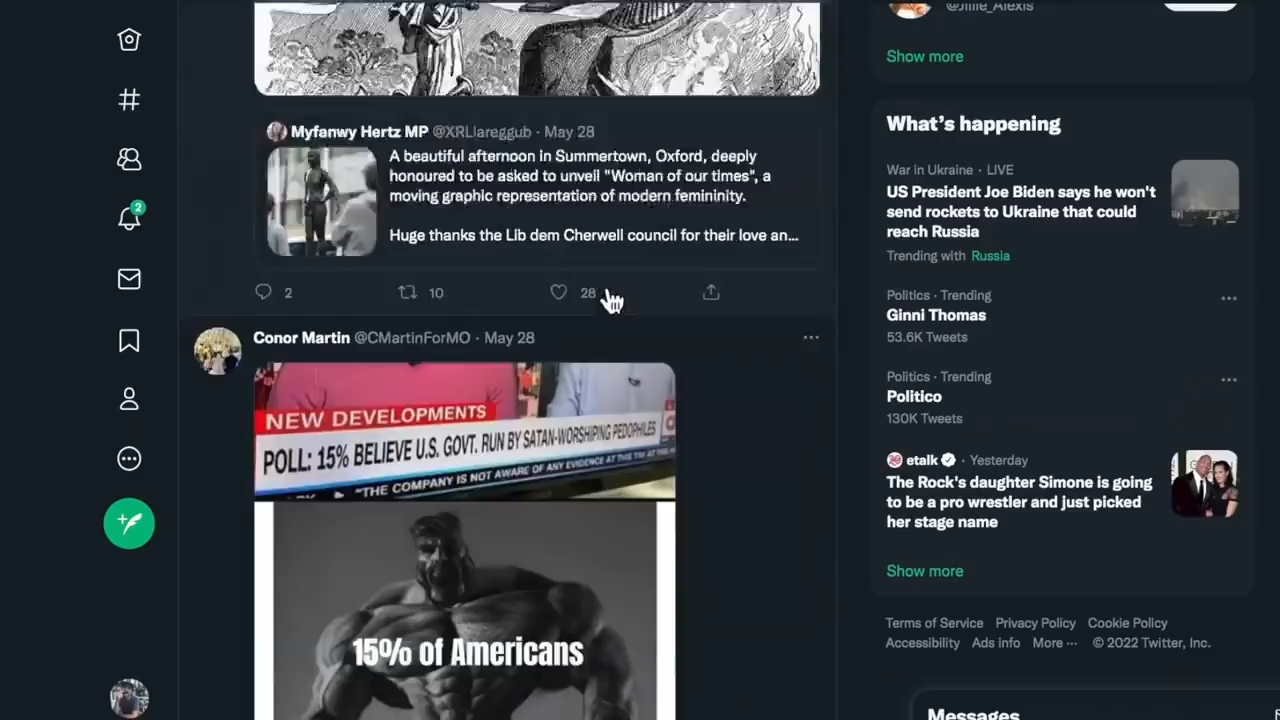 Myfanwy Hertz MP @XRLlareggub · May 28
A beautiful afternoon in Summertown, Oxford, deeply
honoured to be asked to unveil "Woman of our times", a
moving graphic representation of modern femininity.
Huge thanks the Lib dem Cherwell council for their love an...
2
10
28
Conor Martin @CMartinForMO · May 28
NEW DEVELOPMENTS
POLL: 15% BELIEVE U.S. GOVT. RUN BY SATAN-WORSHIPING PEDOPHILES
"THE COMPANY IS NOT AWARE OF ANY EVIDENCE AT THIS
15% of Americans
2
@Jillie_Alexis
Show more
What's happening
War in Ukraine · LIVE
US President Joe Biden says he won't
send rockets to Ukraine that could
reach Russia
Trending with Russia
Politics · Trending
Ginni Thomas
53.6K Tweets
Politics · Trending
Politico
130K Tweets
etalk · Yesterday
The Rock's daughter Simone is going
to be a pro wrestler and just picked
her stage name
Show more
Terms of Service Privacy Policy Cookie Policy
Accessibility Ads info More ··· © 2022 Twitter, Inc.
Messages